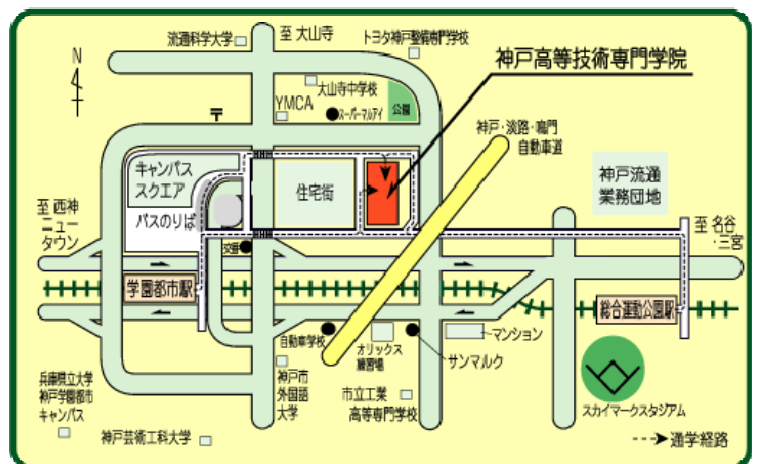 流通科学大学
至 大山寺
トヨタ神戸整備専門学校
神戸高等技術専門学院
N
大山寺中学校
YMCA
スーパーマルアイ
公園
〒
神戸・淡路・鳴門
自動車道
キャンパス
スクエア
バスのりば
住宅街
神戸流通
業務団地
至 西神
ニュー
タウン
至 名谷
・三宮
交番
学園都市駅
総合運動公園駅
自動車学校
オリックス
練習場
サンマルク
マンション
神戸市
外国語
大学
市立工業
高等専門学校
スカイマークスタジアム
兵庫県立大学
神戸学園都市
キャンパス
神戸芸術工科大学
通学経路